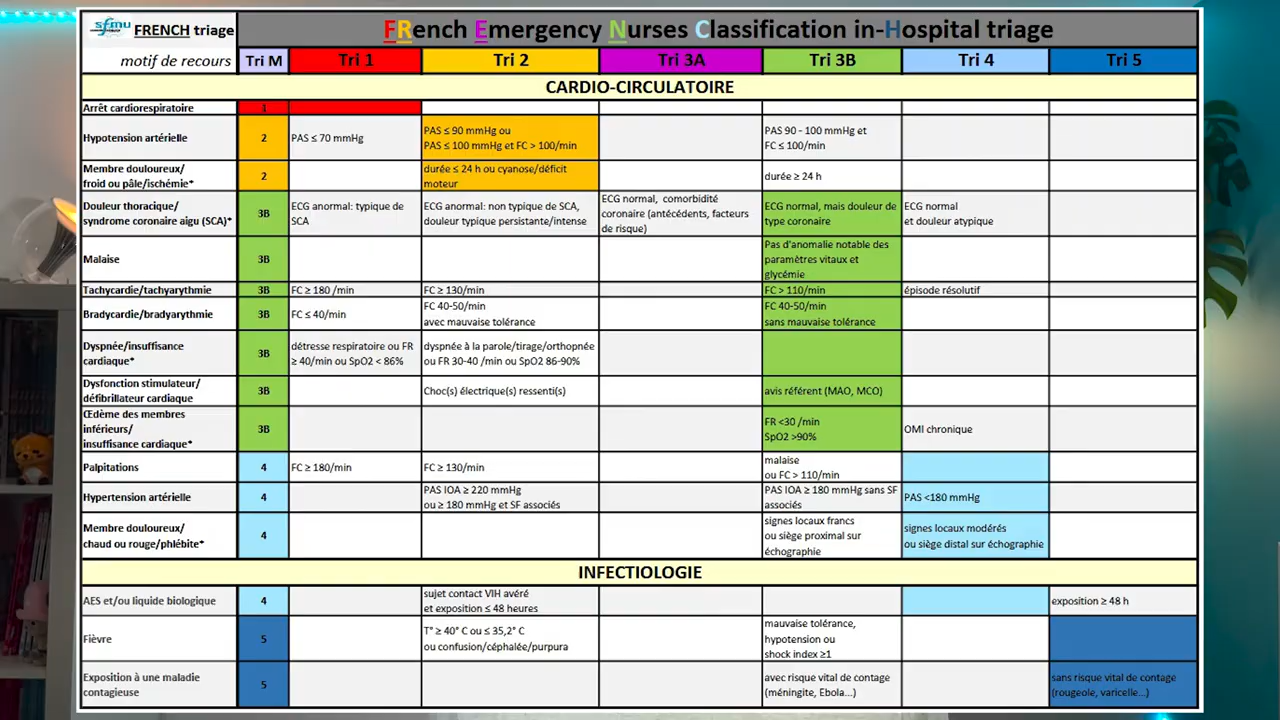 sfmu FRENCH triage
FRench Emergency Nurses Classification in-Hospital triage
motif de recours Tri M Tri 1 Tri 2 Tri 3A Tri 3B Tri 4 Tri 5
CARDIO-CIRCULATOIRE
Arrêt cardiorespiratoire
1
Hypotension artérielle
2
PAS ≤ 70 mmHg
PAS ≤ 90 mmHg ou
PAS ≤ 100 mmHg et FC > 100/min
PAS 90 - 100 mmHg et
FC ≤ 100/min
Membre douloureux/
froid ou pâle/ischémie*
2
durée ≤ 24 h ou cyanose/déficit
moteur
durée ≥ 24 h
Douleur thoracique/
syndrome coronaire aigu (SCA)*
3B
ECG anormal: typique de
SCA
ECG anormal: non typique de SCA,
douleur typique persistante/intense
ECG normal, comorbidité
coronaire (antécédents, facteurs
de risque)
ECG normal, mais douleur de
type coronaire
ECG normal
et douleur atypique
Malaise
3B
Pas d'anomalie notable des
paramètres vitaux et
glycémie
Tachycardie/tachyarythmie
3B
FC ≥ 180 /min
FC ≥ 130/min
FC > 110/min
épisode résolutif
Bradycardie/bradyarythmie
3B
FC ≤ 40/min
FC 40-50/min
avec mauvaise tolérance
FC 40-50/min
sans mauvaise tolérance
Dyspnée/insuffisance
cardiaque*
3B
détresse respiratoire ou FR
≥ 40/min ou SpO2 < 86%
dyspnée à la parole/tirage/orthopnée
ou FR 30-40 /min ou SpO2 86-90%
Dysfonction stimulateur/
défibrillateur cardiaque
3B
Choc(s) électrique(s) ressenti(s)
avis référent (MAO, MCO)
Œdème des membres
inférieurs/
insuffisance cardiaque*
3B
FR <30 /min
SpO2 >90%
OMI chronique
Palpitations
4
FC ≥ 180/min
FC ≥ 130/min
malaise
ou FC > 110/min
Hypertension artérielle
4
PAS IOA ≥ 220 mmHg
ou ≥ 180 mmHg et SF associés
PAS IOA ≥ 180 mmHg sans SF
associés
PAS <180 mmHg
Membre douloureux/
chaud ou rouge/phlébite*
4
signes locaux francs
ou siège proximal sur
échographie
signes locaux modérés
ou siège distal sur échographie
INFECTIOLOGIE
AES et/ou liquide biologique
4
sujet contact VIH avéré
et exposition ≤ 48 heures
exposition ≥ 48 h
Fièvre
5
T° ≥ 40° C ou ≤ 35,2° C
ou confusion/céphalée/purpura
mauvaise tolérance,
hypotension ou
shock index ≥1
Exposition à une maladie
contagieuse
5
avec risque vital de contage
(méningite, Ebola...)
sans risque vital de contage
(rougeole, varicelle...)